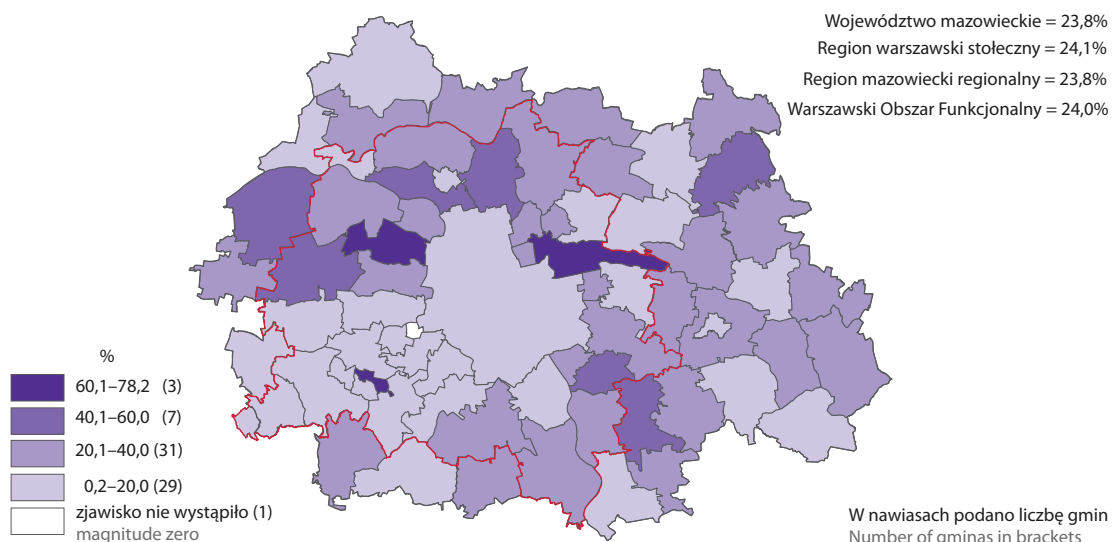 Województwo mazowieckie = 23,8%
Region warszawski stołeczny = 24,1%
Region mazowiecki regionalny = 23,8%
Warszawski Obszar Funkcjonalny = 24,0%
%
60,1–78,2 (3)
40,1–60,0 (7)
20,1–40,0 (31)
0,2–20,0 (29)
zjawisko nie wystąpiło (1)
magnitude zero
W nawiasach podano liczbę gmin
Number of gminas in brackets